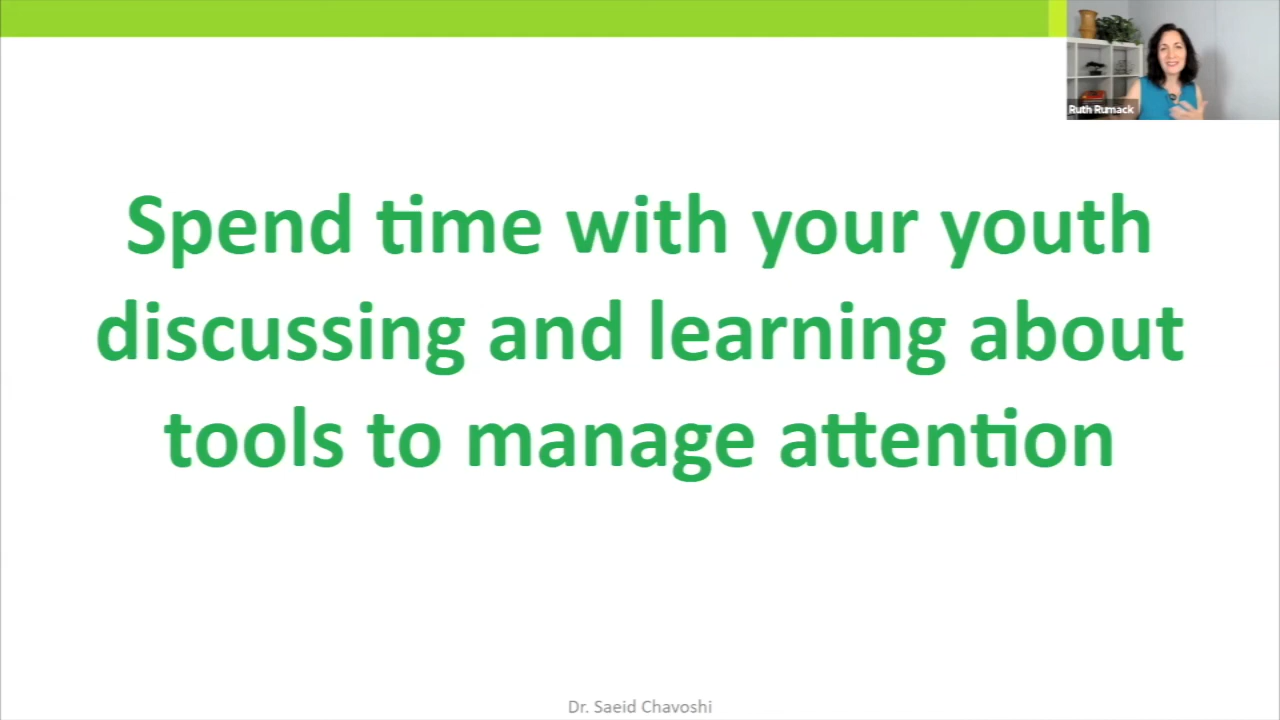 Ruth Rumack
Spend time with your youth
discussing and learning about
tools to manage attention
Dr. Saeid Chavoshi